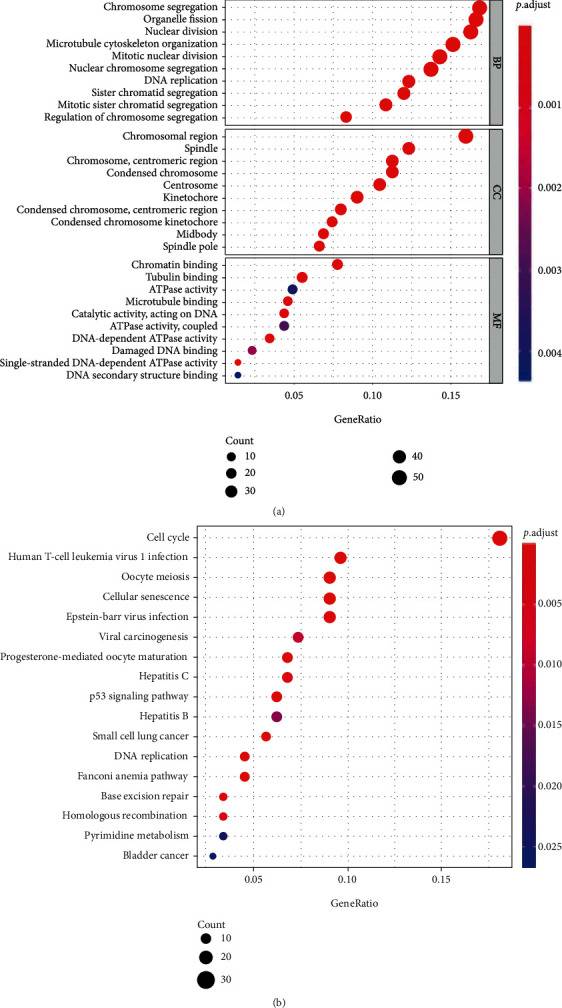 Chromosome segregation
Organelle fission
Nuclear division
Microtubule cytoskeleton organization
Mitotic nuclear division
Nuclear chromosome segregation
DNA replication
Sister chromatid segregation
Mitotic sister chromatid segregation
Regulation of chromosome segregation
BP
Chromosomal region
Spindle
Chromosome, centromeric region
Condensed chromosome
Centrosome
Kinetochore
Condensed chromosome, centromeric region
Condensed chromosome kinetochore
Midbody
Spindle pole
CC
Chromatin binding
Tubulin binding
ATPase activity
Microtubule binding
Catalytic activity, acting on DNA
ATPase activity, coupled
DNA-dependent ATPase activity
Damaged DNA binding
Single-stranded DNA-dependent ATPase activity
DNA secondary structure binding
MF
0.05 0.10 0.15
GeneRatio
p.adjust
0.001
0.002
0.003
0.004
Count
10
20
30
40
50
(a)
Cell cycle
Human T-cell leukemia virus 1 infection
Oocyte meiosis
Cellular senescence
Epstein-barr virus infection
Viral carcinogenesis
Progesterone-mediated oocyte maturation
Hepatitis C
p53 signaling pathway
Hepatitis B
Small cell lung cancer
DNA replication
Fanconi anemia pathway
Base excision repair
Homologous recombination
Pyrimidine metabolism
Bladder cancer
0.05 0.10 0.15
GeneRatio
p.adjust
0.005
0.010
0.015
0.020
0.025
Count
10
20
30
(b)